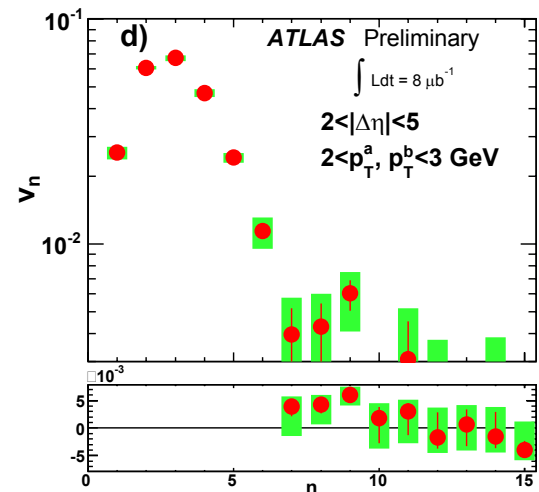 10⁻¹
d) ATLAS Preliminary
∫ Ldt = 8 μb⁻¹
2<|Δη|<5
2<p_T^a, p_T^b<3 GeV
v_n
10⁻²
□10⁻³
5
0
-5
0 5 10 15
n